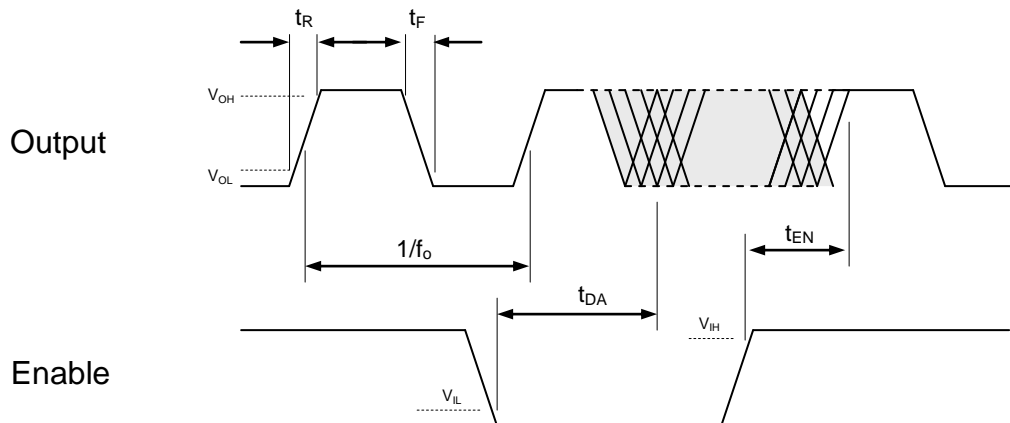 tR
tF
VOH
Output
VOL
1/fo
tEN
tDA
VIH
Enable
VIL